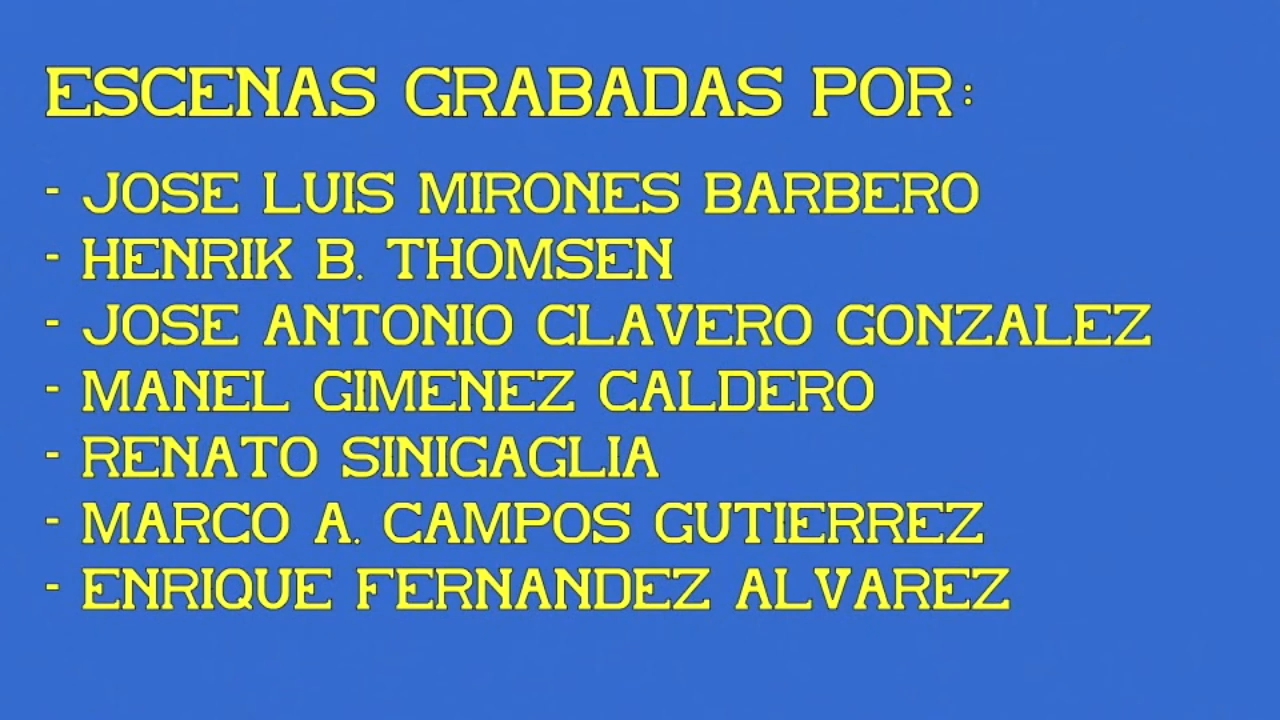 ESCENAS GRABADAS POR:
- JOSE LUIS MIRONES BARBERO
- HENRIK B. THOMSEN
- JOSE ANTONIO CLAVERO GONZALEZ
- MANEL GIMENEZ CALDERO
- RENATO SINIGAGLIA
- MARCO A. CAMPOS GUTIERREZ
- ENRIQUE FERNANDEZ ALVAREZ